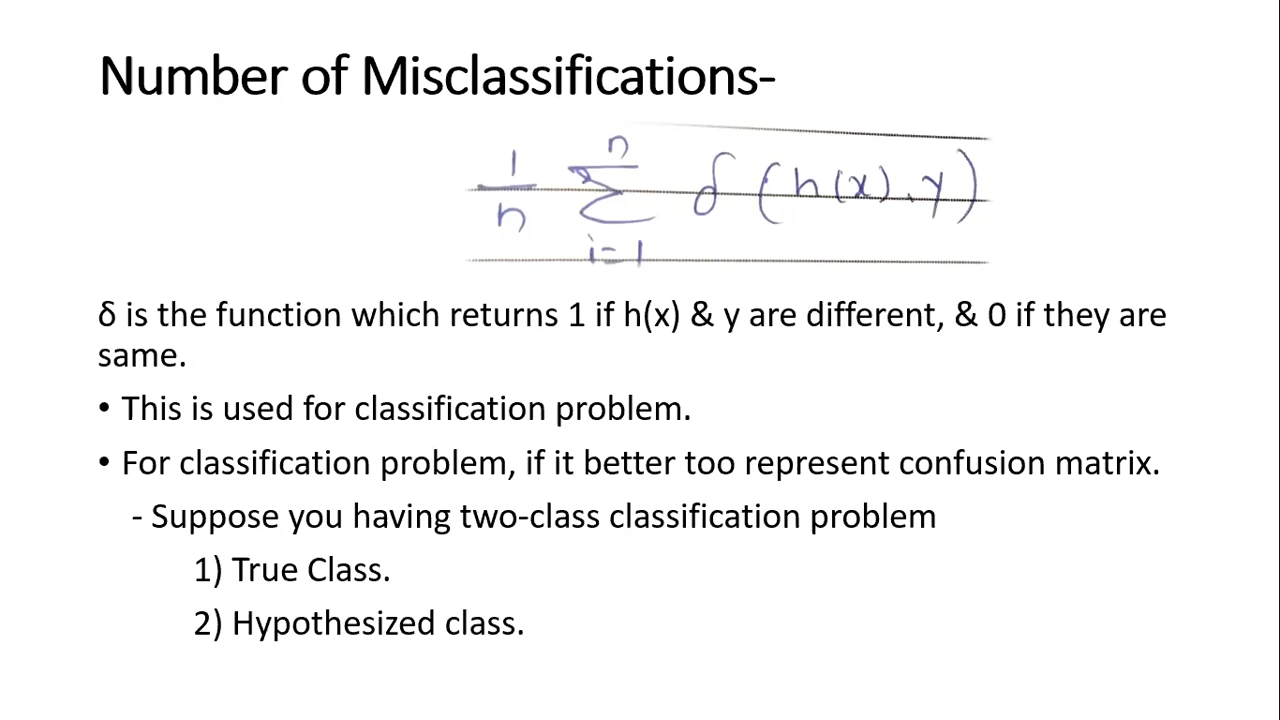 Number of Misclassifications-
1/n n∑i=1 δ (h(x), y)
δ is the function which returns 1 if h(x) & y are different, & 0 if they are
same.
• This is used for classification problem.
• For classification problem, if it better too represent confusion matrix.
- Suppose you having two-class classification problem
1) True Class.
2) Hypothesized class.